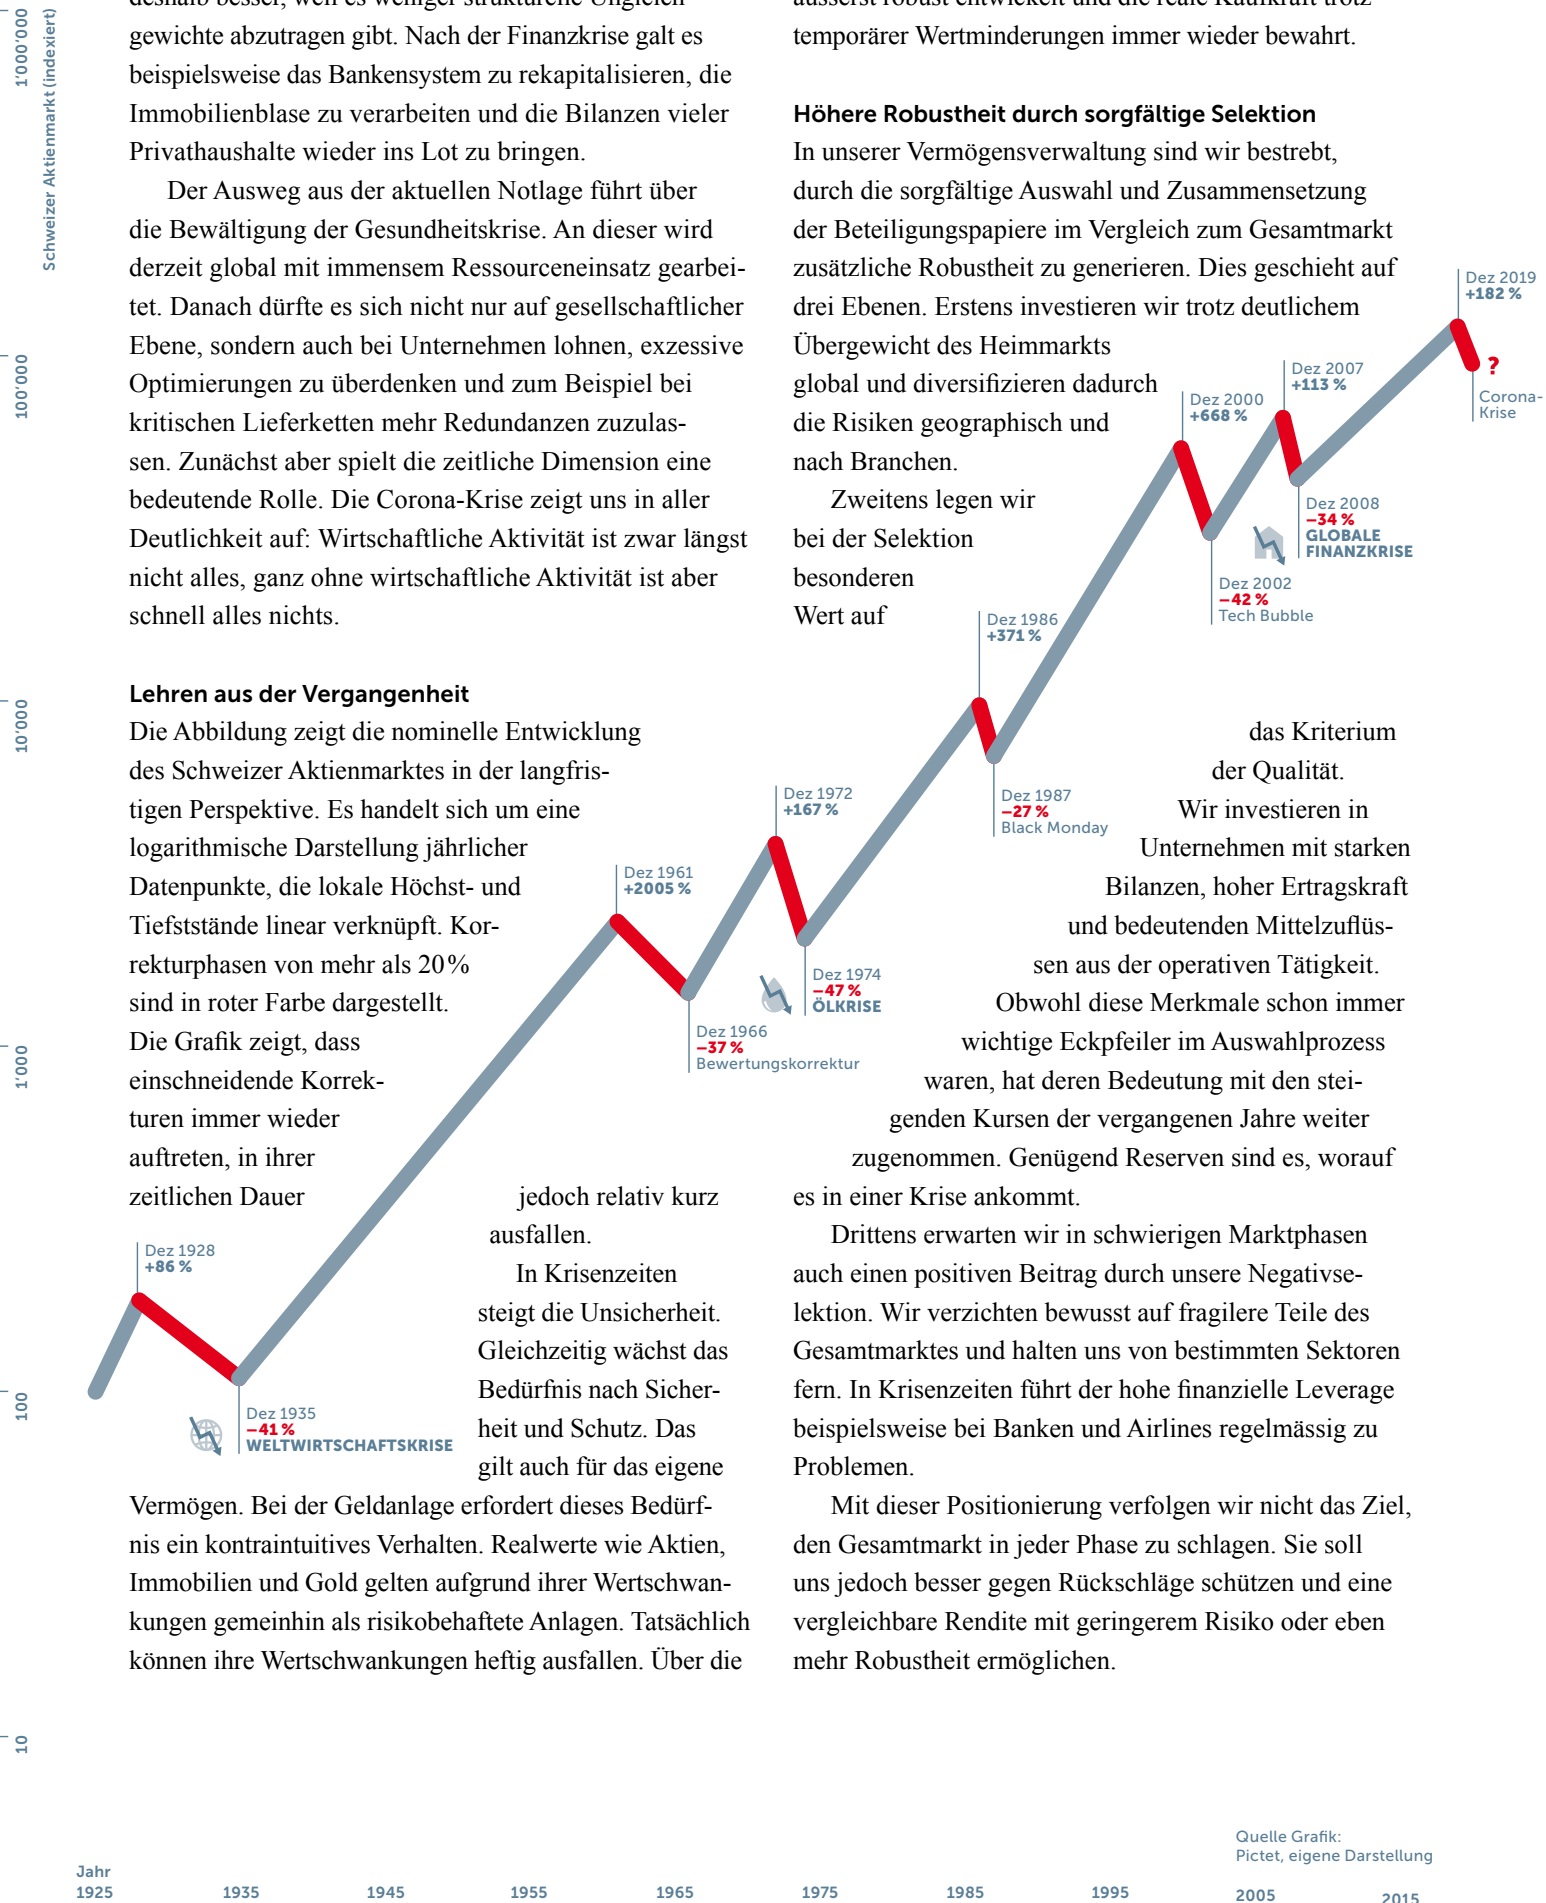 gewichte abzutragen gibt. Nach der Finanzkrise galt es
beispielsweise das Bankensystem zu rekapitalisieren, die
Immobilienblase zu verarbeiten und die Bilanzen vieler
Privathaushalte wieder ins Lot zu bringen.
Der Ausweg aus der aktuellen Notlage führt über
die Bewältigung der Gesundheitskrise. An dieser wird
derzeit global mit immensem Ressourceneinsatz gearbei-
tet. Danach dürfte es sich nicht nur auf gesellschaftlicher
Ebene, sondern auch bei Unternehmen lohnen, exzessive
Optimierungen zu überdenken und zum Beispiel bei
kritischen Lieferketten mehr Redundanzen zuzulas-
sen. Zunächst aber spielt die zeitliche Dimension eine
bedeutende Rolle. Die Corona-Krise zeigt uns in aller
Deutlichkeit auf: Wirtschaftliche Aktivität ist zwar längst
nicht alles, ganz ohne wirtschaftliche Aktivität ist aber
schnell alles nichts.
Lehren aus der Vergangenheit
Die Abbildung zeigt die nominelle Entwicklung
des Schweizer Aktienmarktes in der langfris-
tigen Perspektive. Es handelt sich um eine
logarithmische Darstellung jährlicher
Datenpunkte, die lokale Höchst- und
Tiefststände linear verknüpft. Kor-
rekturphasen von mehr als 20 %
sind in roter Farbe dargestellt.
Die Grafik zeigt, dass
einschneidende Korrek-
turen immer wieder
auftreten, in ihrer
zeitlichen Dauer
jedoch relativ kurz
ausfallen.
In Krisenzeiten
steigt die Unsicherheit.
Gleichzeitig wächst das
Bedürfnis nach Sicher-
heit und Schutz. Das
gilt auch für das eigene
Vermögen. Bei der Geldanlage erfordert dieses Bedürf-
nis ein kontraintuitives Verhalten. Realwerte wie Aktien,
Immobilien und Gold gelten aufgrund ihrer Wertschwan-
kungen gemeinhin als risikobehaftete Anlagen. Tatsächlich
können ihre Wertschwankungen heftig ausfallen. Über die
äusserst robust entwickelt und die reale Kaufkraft trotz
temporärer Wertminderungen immer wieder bewahrt.
Höhere Robustheit durch sorgfältige Selektion
In unserer Vermögensverwaltung sind wir bestrebt,
durch die sorgfältige Auswahl und Zusammensetzung
der Beteiligungspapiere im Vergleich zum Gesamtmarkt
zusätzliche Robustheit zu generieren. Dies geschieht auf
drei Ebenen. Erstens investieren wir trotz deutlichem
Übergewicht des Heimmarkts
global und diversifizieren dadurch
die Risiken geographisch und
nach Branchen.
Zweitens legen wir
bei der Selektion
besonderen
Wert auf
das Kriterium
der Qualität.
Wir investieren in
Unternehmen mit starken
Bilanzen, hoher Ertragskraft
und bedeutenden Mittelzuflüs-
sen aus der operativen Tätigkeit.
Obwohl diese Merkmale schon immer
wichtige Eckpfeiler im Auswahlprozess
waren, hat deren Bedeutung mit den stei-
genden Kursen der vergangenen Jahre weiter
zugenommen. Genügend Reserven sind es, worauf
es in einer Krise ankommt.
Drittens erwarten wir in schwierigen Marktphasen
auch einen positiven Beitrag durch unsere Negativse-
lektion. Wir verzichten bewusst auf fragilere Teile des
Gesamtmarktes und halten uns von bestimmten Sektoren
fern. In Krisenzeiten führt der hohe finanzielle Leverage
beispielsweise bei Banken und Airlines regelmässig zu
Problemen.
Mit dieser Positionierung verfolgen wir nicht das Ziel,
den Gesamtmarkt in jeder Phase zu schlagen. Sie soll
uns jedoch besser gegen Rückschläge schützen und eine
vergleichbare Rendite mit geringerem Risiko oder eben
mehr Robustheit ermöglichen.
Schweizer Aktienmarkt (indexiert)
1'000'000
100'000
10'000
1'000
100
10
Dez 1928
+86 %
Dez 1935
–41 %
WELTWIRTSCHAFTSKRISE
Dez 1961
+2005 %
Dez 1966
–37 %
Bewertungskorrektur
Dez 1972
+167 %
Dez 1974
–47 %
ÖLKRISE
Dez 1986
+371 %
Dez 1987
–27 %
Black Monday
Dez 2000
+668 %
Dez 2002
–42 %
Tech Bubble
Dez 2007
+113 %
Dez 2008
–34 %
GLOBALE
FINANZKRISE
Dez 2019
+182 %
?
Corona-
Krise
Quelle Grafik:
Pictet, eigene Darstellung
Jahr
1925
1935
1945
1955
1965
1975
1985
1995
2005
2015